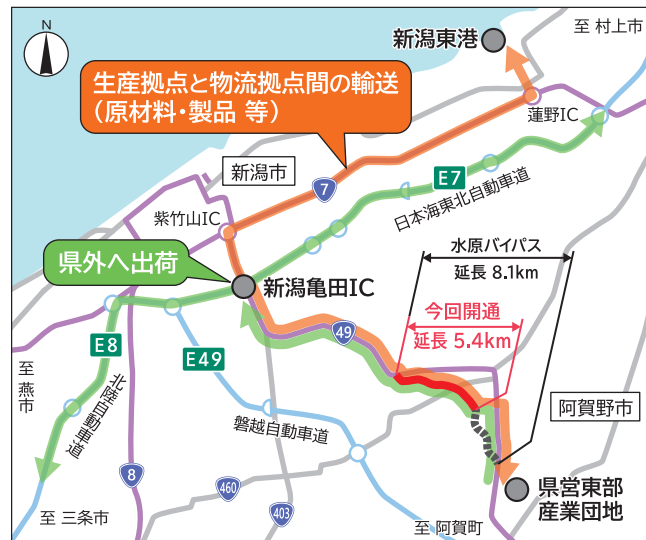 N
新潟東港
至 村上市
生産拠点と物流拠点間の輸送
(原材料・製品 等)
蓮野IC
新潟市
7
E7
日本海東北自動車道
紫竹山IC
水原バイパス
延長 8.1km
県外へ出荷
新潟亀田IC
今回開通
延長 5.4km
49
E8
E49
至 燕市
北陸自動車道
磐越自動車道
阿賀野市
8
460
403
県営東部
産業団地
至 三条市
至 阿賀町